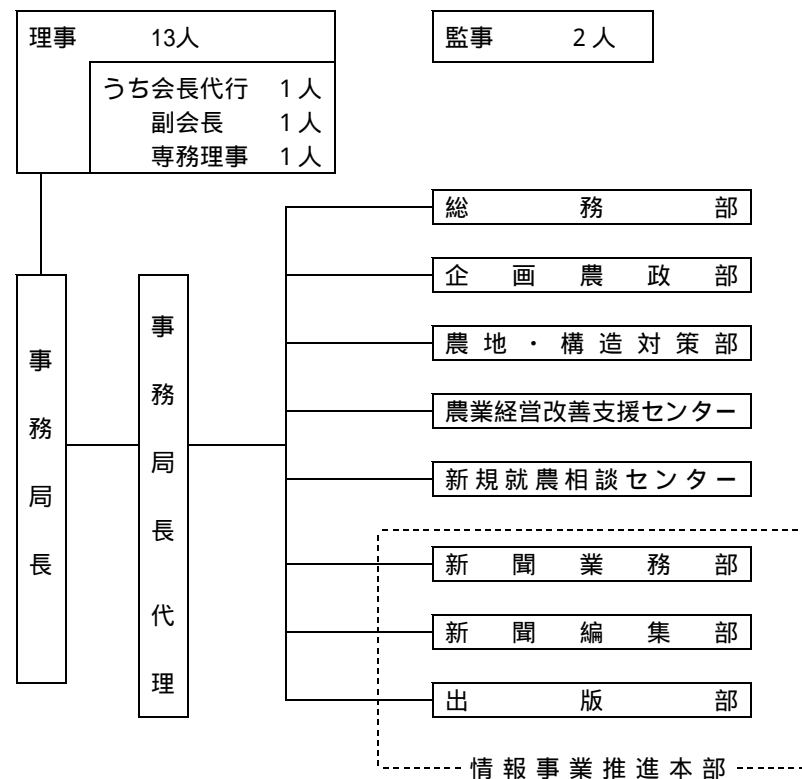 理事 13人
うち会長代行 1人
副会長 1人
専務理事 1人
監事 2人
事務局長
事務局長代理
総務部
企画農政部
農地・構造対策部
農業経営改善支援センター
新規就農相談センター
新聞業務部
新聞編集部
出版部
情報事業推進本部